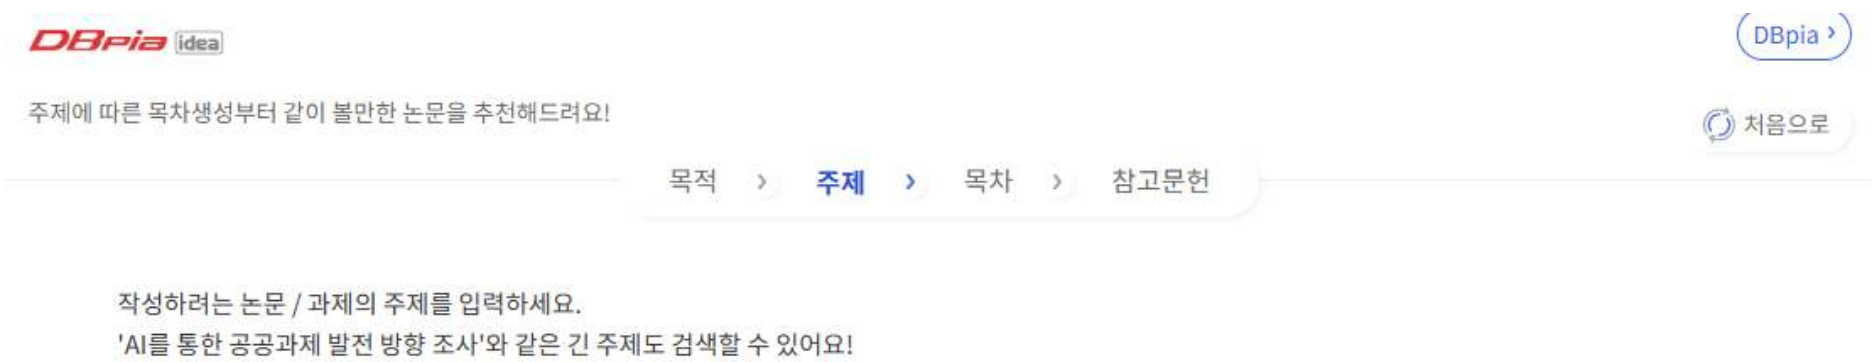 DBpia idea
DBpia >
주제에 따른 목차생성부터 같이 볼만한 논문을 추천해드려요!
처음으로
목적 > 주제 > 목차 > 참고문헌
작성하려는 논문 / 과제의 주제를 입력하세요.
'AI를 통한 공공과제 발전 방향 조사'와 같은 긴 주제도 검색할 수 있어요!